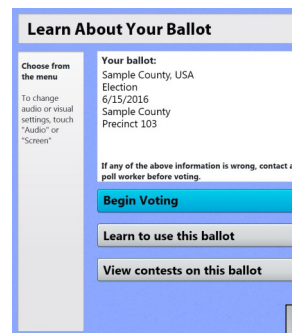 Learn About Your Ballot
Choose from
the menu
To change
audio or visual
settings, touch
"Audio" or
"Screen"
Your ballot:
Sample County, USA
Election
6/15/2016
Sample County
Precinct 103
If any of the above information is wrong, contact a
poll worker before voting.
Begin Voting
Learn to use this ballot
View contests on this ballot